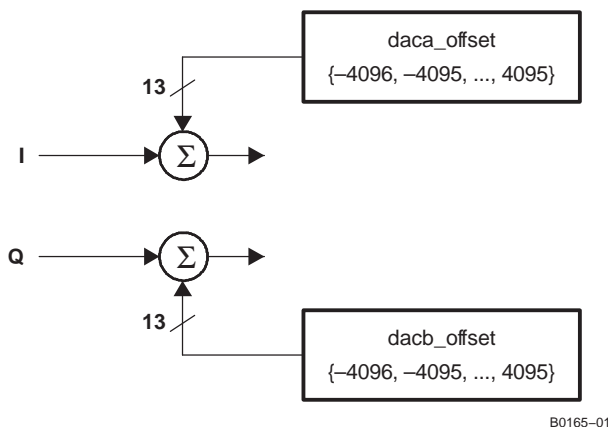 daca_offset
{–4096, –4095, ..., 4095}
13
I
Σ
Q
Σ
13
dacb_offset
{–4096, –4095, ..., 4095}
B0165–01